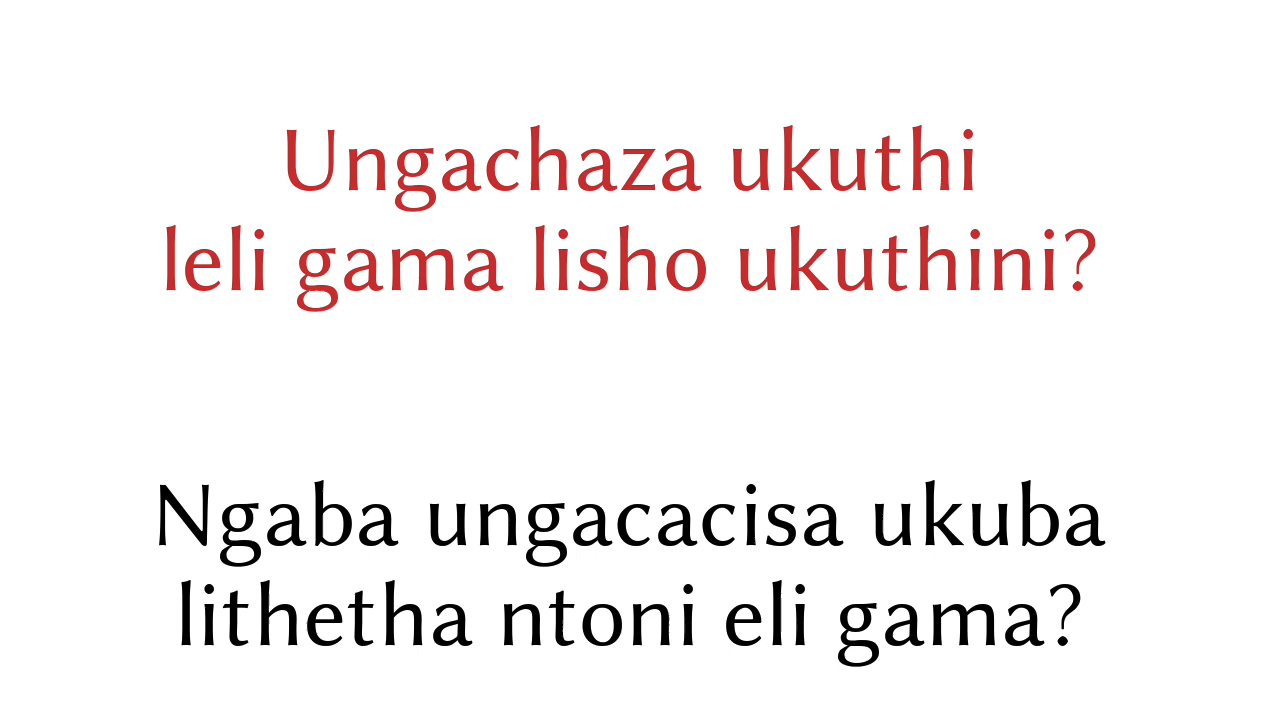 Ungachaza ukuthi
leli gama lisho ukuthini?
Ngaba ungacacisa ukuba
lithetha ntoni eli gama?